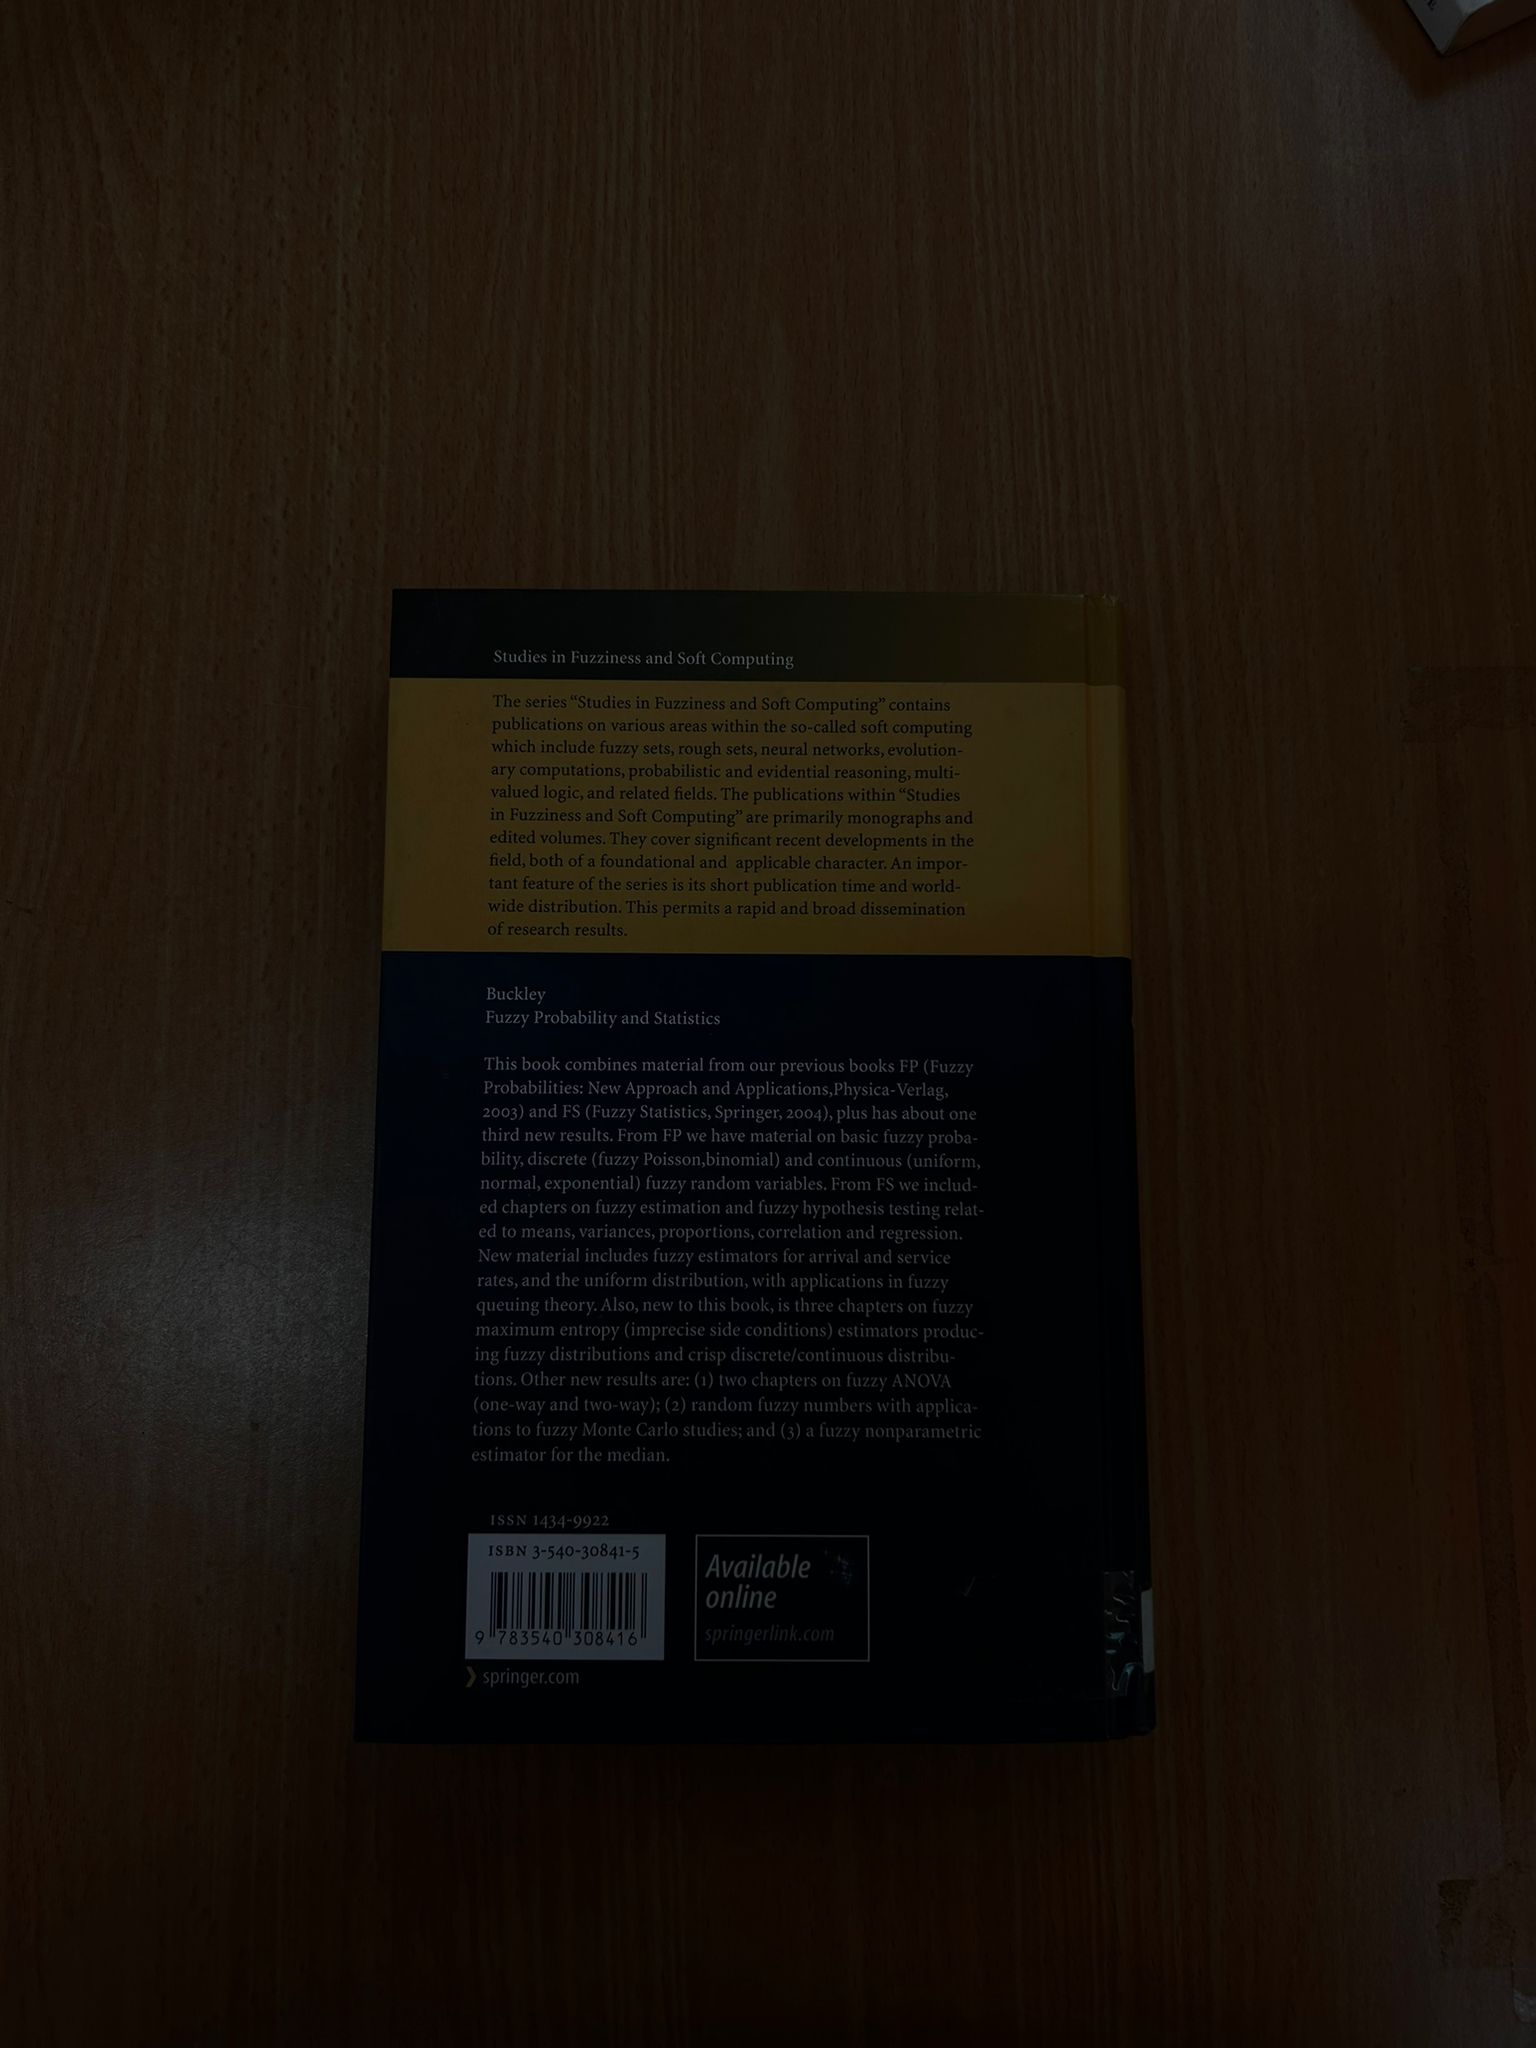 Studies in Fuzziness and Soft Computing
The series “Studies in Fuzziness and Soft Computing” contains
publications on various areas within the so-called soft computing
which include fuzzy sets, rough sets, neural networks, evolution-
ary computations, probabilistic and evidential reasoning, multi-
valued logic, and related fields. The publications within “Studies
in Fuzziness and Soft Computing” are primarily monographs and
edited volumes. They cover significant recent developments in the
field, both of a foundational and applicable character. An impor-
tant feature of the series is its short publication time and world-
wide distribution. This permits a rapid and broad dissemination
of research results.
Buckley
Fuzzy Probability and Statistics
This book combines material from our previous books FP (Fuzzy
Probabilities: New Approach and Applications,Physica-Verlag,
2003) and FS (Fuzzy Statistics, Springer, 2004), plus has about one
third new results. From FP we have material on basic fuzzy proba-
bility, discrete (fuzzy Poisson,binomial) and continuous (uniform,
normal, exponential) fuzzy random variables. From FS we includ-
ed chapters on fuzzy estimation and fuzzy hypothesis testing relat-
ed to means, variances, proportions, correlation and regression.
New material includes fuzzy estimators for arrival and service
rates, and the uniform distribution, with applications in fuzzy
queuing theory. Also, new to this book, is three chapters on fuzzy
maximum entropy (imprecise side conditions) estimators produc-
ing fuzzy distributions and crisp discrete/continuous distribu-
tions. Other new results are: (1) two chapters on fuzzy ANOVA
(one-way and two-way); (2) random fuzzy numbers with applica-
tions to fuzzy Monte Carlo studies; and (3) a fuzzy nonparametric
estimator for the median.
ISSN 1434-9922
ISBN 3-540-30841-5
9 783540 308416
Available
online
springerlink.com
springer.com